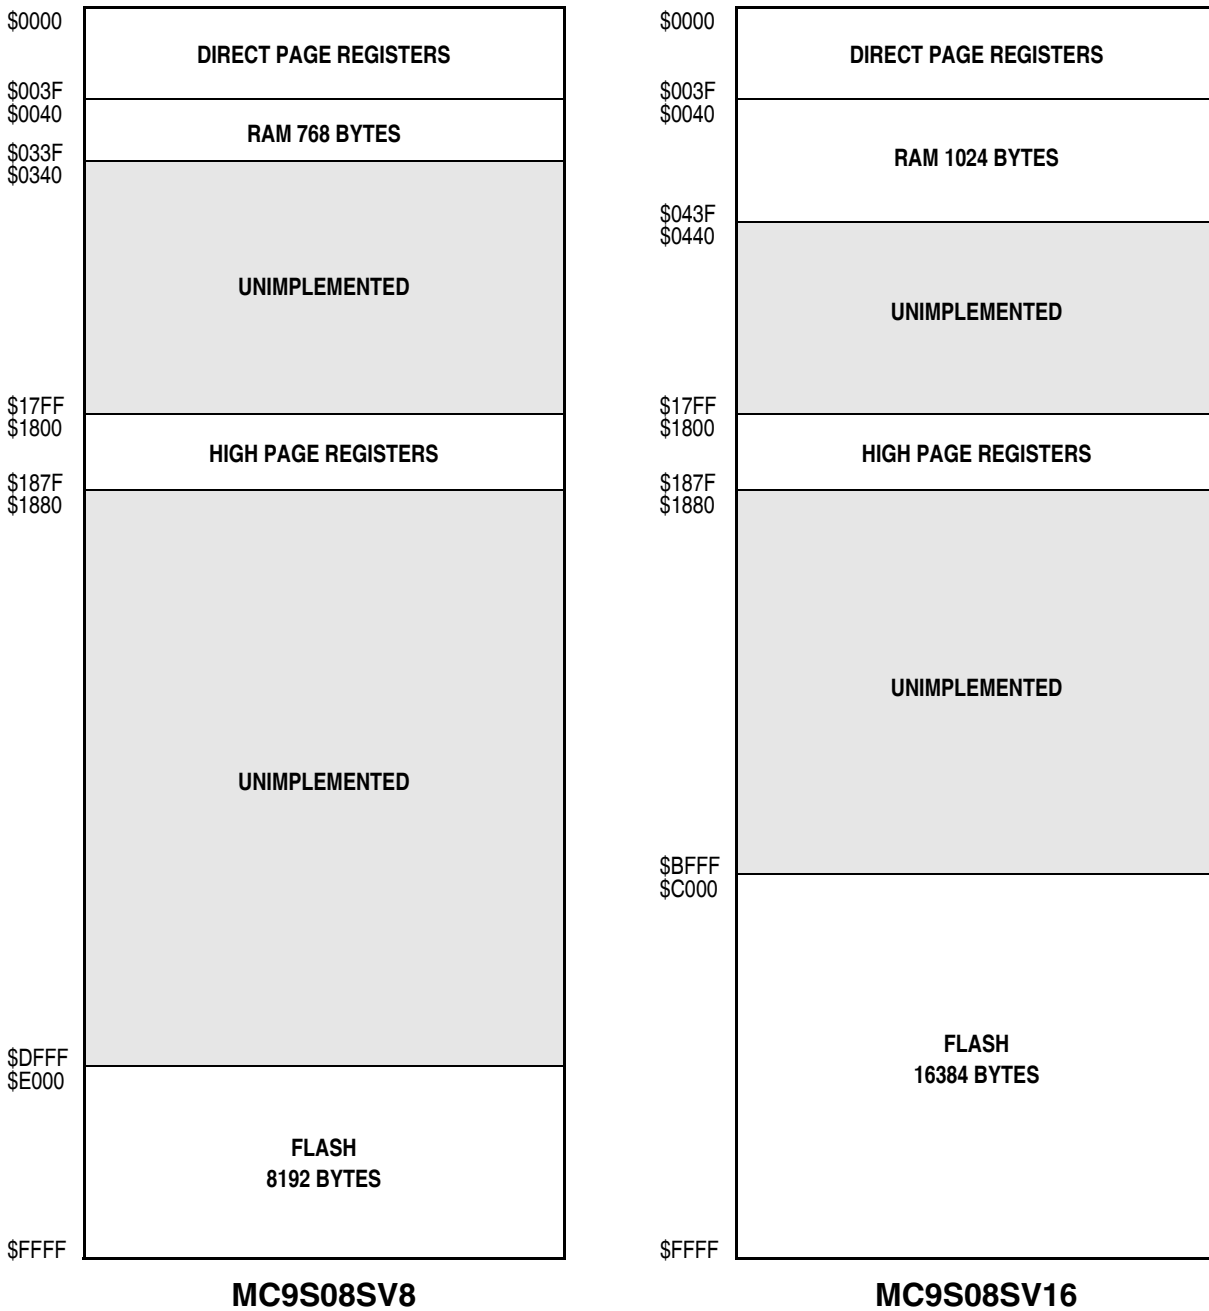 $0000
DIRECT PAGE REGISTERS
$003F
$0040
RAM 768 BYTES
$033F
$0340
UNIMPLEMENTED
$17FF
$1800
HIGH PAGE REGISTERS
$187F
$1880
UNIMPLEMENTED
$DFFF
$E000
FLASH
8192 BYTES
$FFFF
MC9S08SV8
$0000
DIRECT PAGE REGISTERS
$003F
$0040
RAM 1024 BYTES
$043F
$0440
UNIMPLEMENTED
$17FF
$1800
HIGH PAGE REGISTERS
$187F
$1880
UNIMPLEMENTED
$BFFF
$C000
FLASH
16384 BYTES
$FFFF
MC9S08SV16